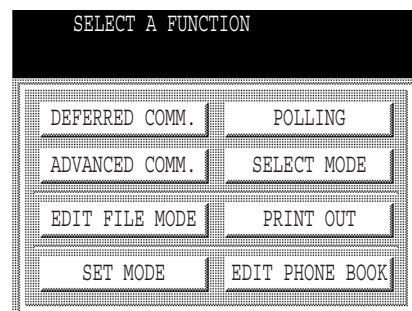 SELECT A FUNCTION
DEFERRED COMM. POLLING
ADVANCED COMM. SELECT MODE
EDIT FILE MODE PRINT OUT
SET MODE EDIT PHONE BOOK